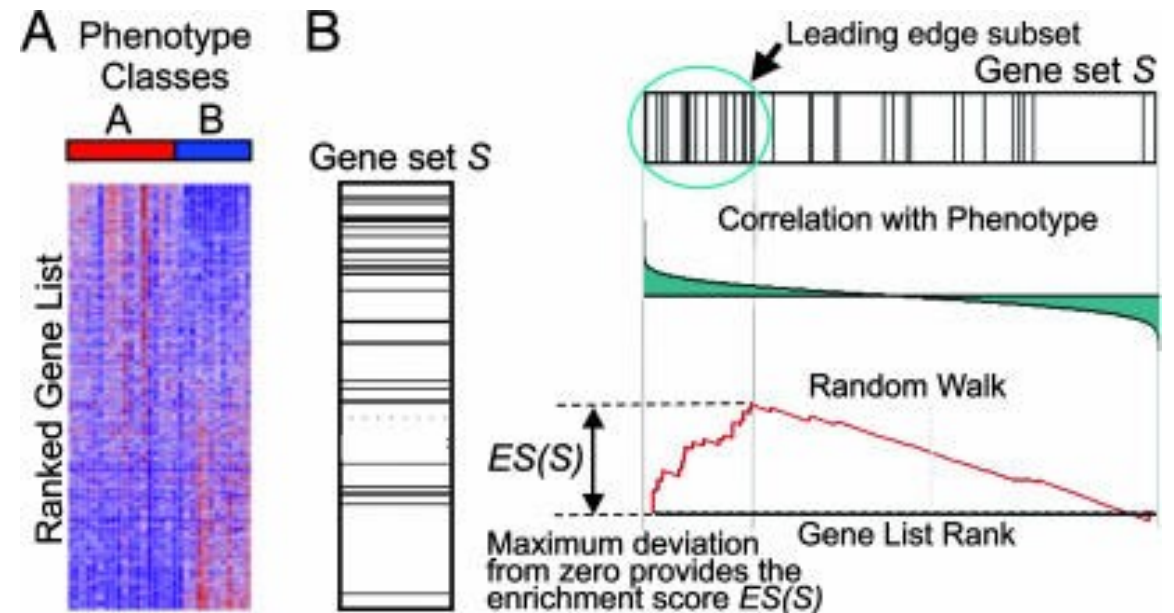 A
Phenotype
Classes
A B
Ranked Gene List
B
Gene set S
Leading edge subset
Gene set S
Correlation with Phenotype
Random Walk
ES(S)
Gene List Rank
Maximum deviation
from zero provides the
enrichment score ES(S)